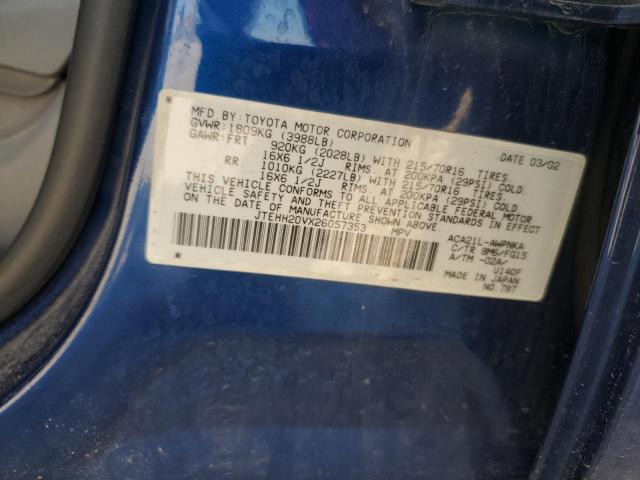 MFD BY: TOYOTA MOTOR CORPORATION DATE 03/02
GVWR: 1809KG (3988LB)
GAWR: FRT 920KG (2028LB) WITH 215/70R16 TIRES.
16X6 1/2J RIMS. AT 200KPA (29PSI) COLD
RR. 1010KG (2227LB) WITH 215/70R16 TIRES.
16X6 1/2J RIMS. AT 200KPA (29PSI) COLD
THIS VEHICLE CONFORMS TO ALL APPLICABLE FEDERAL MOTOR
VEHICLE SAFETY AND THEFT PREVENTION STANDARDS IN EFFECT
ON THE DATE OF MANUFACTURE SHOWN ABOVE.
JTEHH20VX26057353 MPV
ACA21L-AWPNKA
C/TR 8M6/FG15
A/TM -02A/ U140F
MADE IN JAPAN
NO. 787